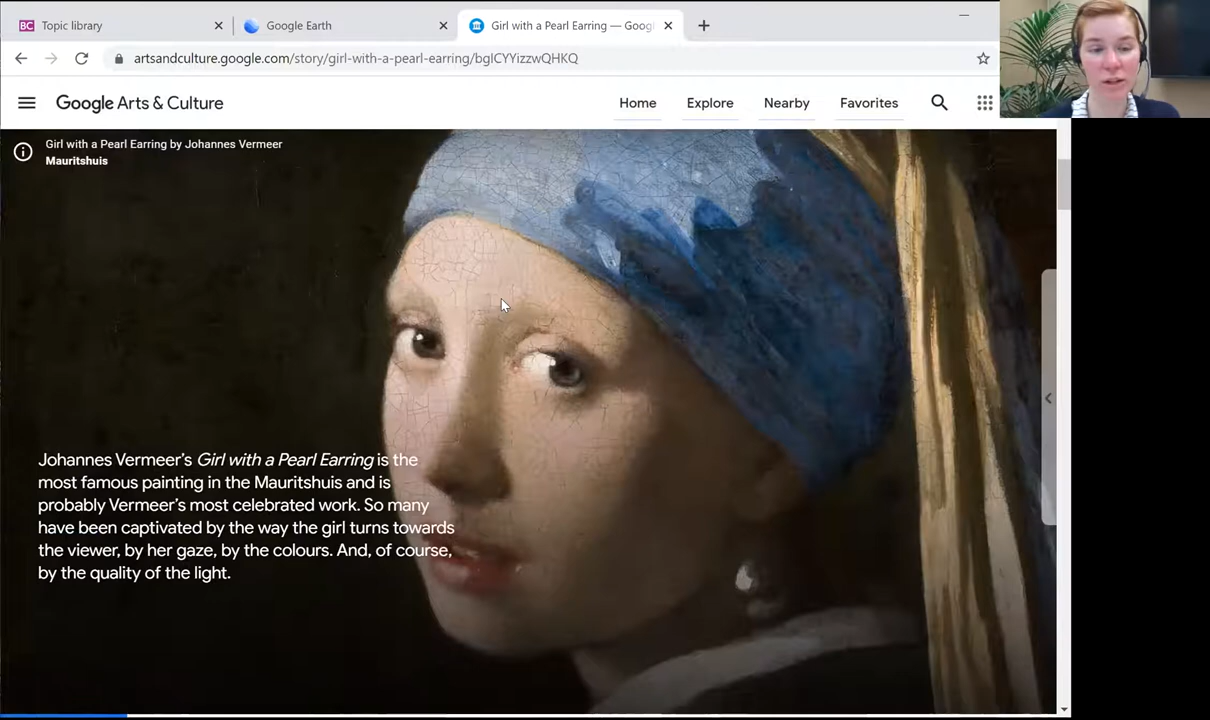 BC Topic library
Google Earth
Girl with a Pearl Earring — Goog
artsandculture.google.com/story/girl-with-a-pearl-earring/bgICYYizzwQHKQ
Google Arts & Culture
Home
Explore
Nearby
Favorites
Girl with a Pearl Earring by Johannes Vermeer
Mauritshuis
Johannes Vermeer's Girl with a Pearl Earring is the
most famous painting in the Mauritshuis and is
probably Vermeer's most celebrated work. So many
have been captivated by the way the girl turns towards
the viewer, by her gaze, by the colours. And, of course,
by the quality of the light.